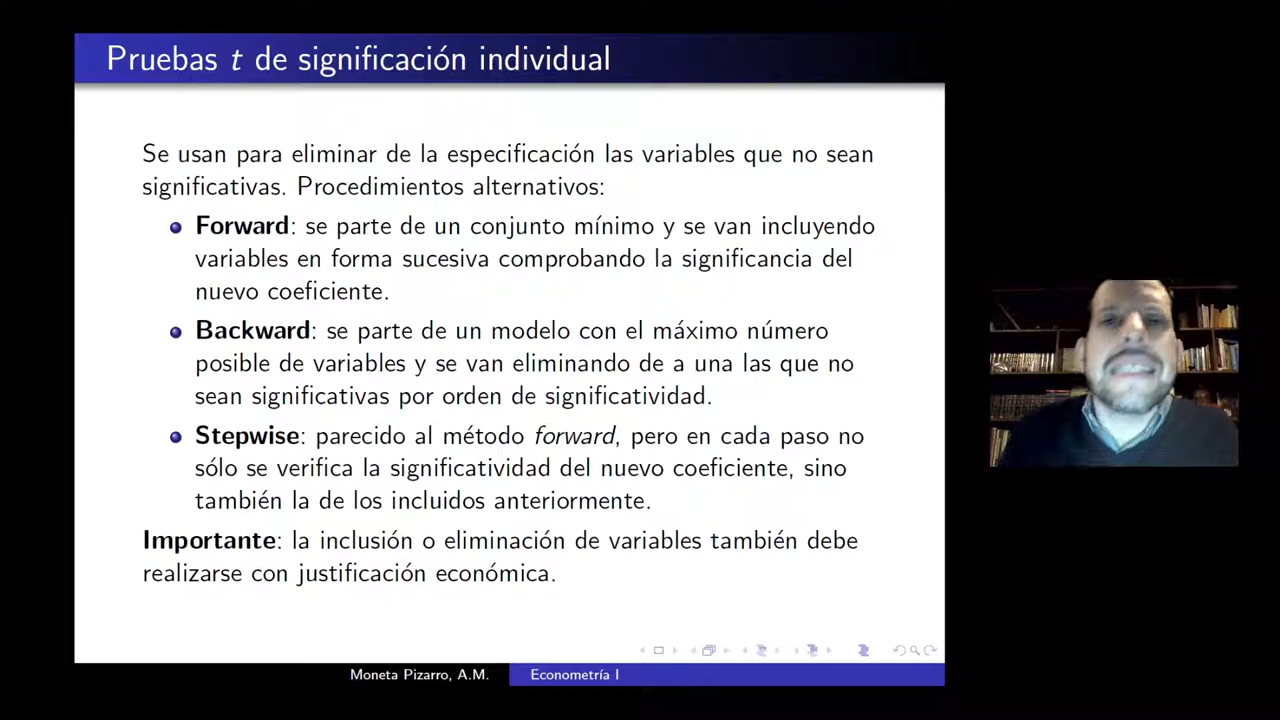 Pruebas t de significación individual
Se usan para eliminar de la especificación las variables que no sean
significativas. Procedimientos alternativos:
Forward: se parte de un conjunto mínimo y se van incluyendo
variables en forma sucesiva comprobando la significancia del
nuevo coeficiente.
Backward: se parte de un modelo con el máximo número
posible de variables y se van eliminando de a una las que no
sean significativas por orden de significatividad.
Stepwise: parecido al método forward, pero en cada paso no
sólo se verifica la significatividad del nuevo coeficiente, sino
también la de los incluidos anteriormente.
Importante: la inclusión o eliminación de variables también debe
realizarse con justificación económica.
Moneta Pizarro, A.M. Econometría I